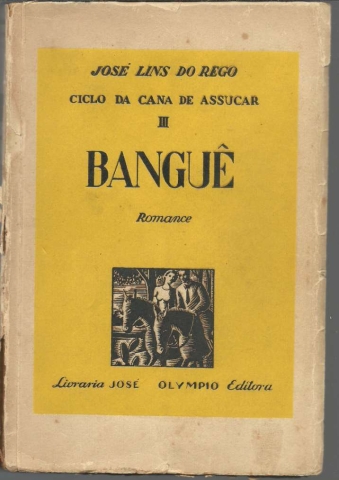 JOSÉ LINS DO REGO
CICLO DA CANA DE ASSUCAR
III
BANGUÊ
Romance
Livraria JOSÉ OLYMPIO Editora